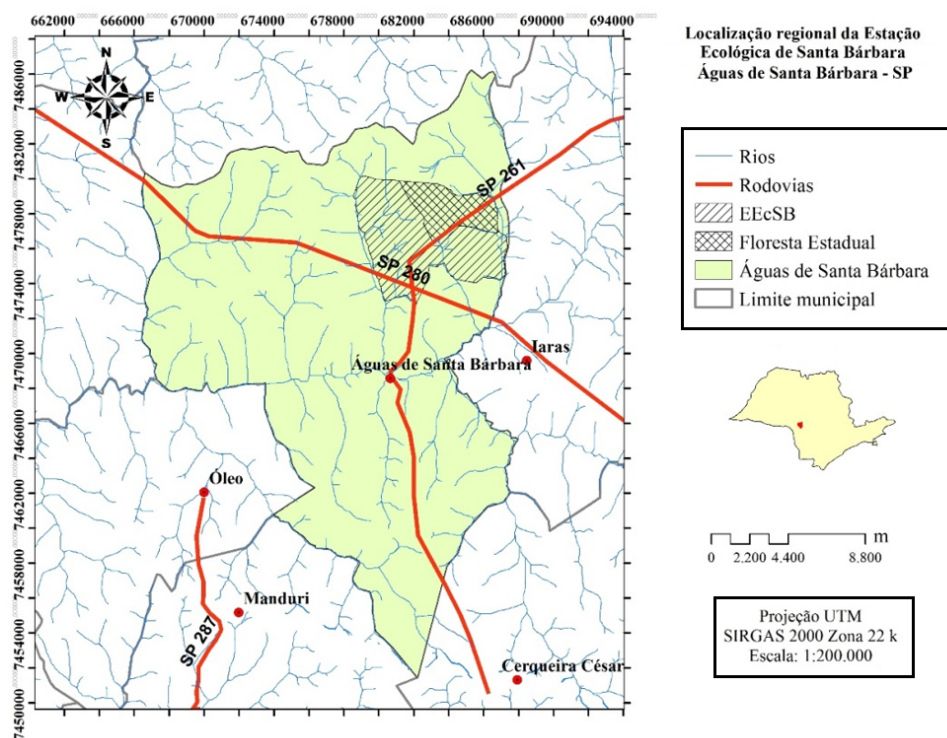 662000 666000 670000 674000 678000 682000 686000 690000 694000
7486000
7482000
7478000
7474000
7470000
7466000
7462000
7458000
7454000
7450000
N
W E
S
SP 261
SP 280
Iaras
Águas de Santa Bárbara
Óleo
Manduri
SP 287
Cerqueira César
Localização regional da Estação
Ecológica de Santa Bárbara
Águas de Santa Bárbara - SP
Rios
Rodovias
EEcSB
Floresta Estadual
Águas de Santa Bárbara
Limite municipal
m
0 2.200 4.400 8.800
Projeção UTM
SIRGAS 2000 Zona 22 k
Escala: 1:200.000